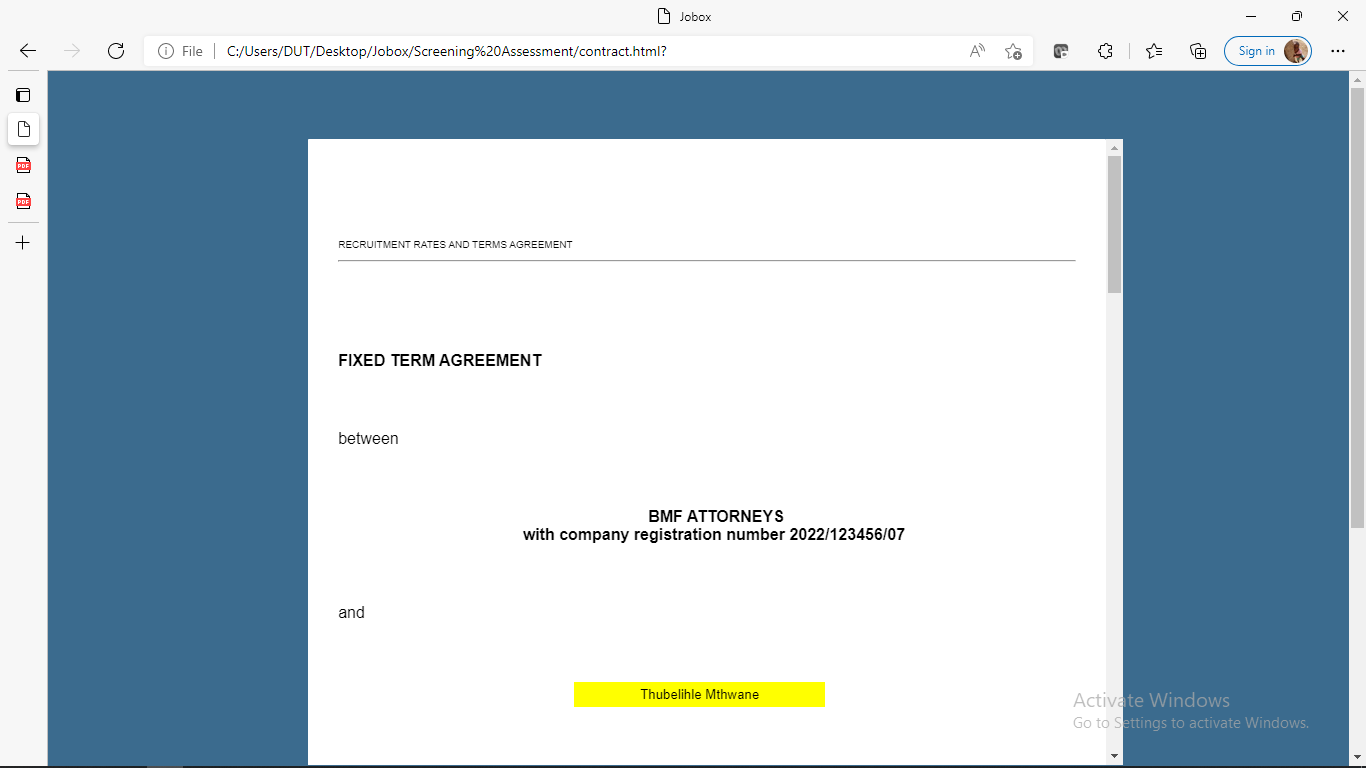 Jobox
File
C:/Users/DUT/Desktop/Jobox/Screening%20Assessment/contract.html?
Sign in
RECRUITMENT RATES AND TERMS AGREEMENT
FIXED TERM AGREEMENT
between
BMF ATTORNEYS
with company registration number 2022/123456/07
and
Thubelihle Mthwane
Activate Windows
Go to Settings to activate Windows.